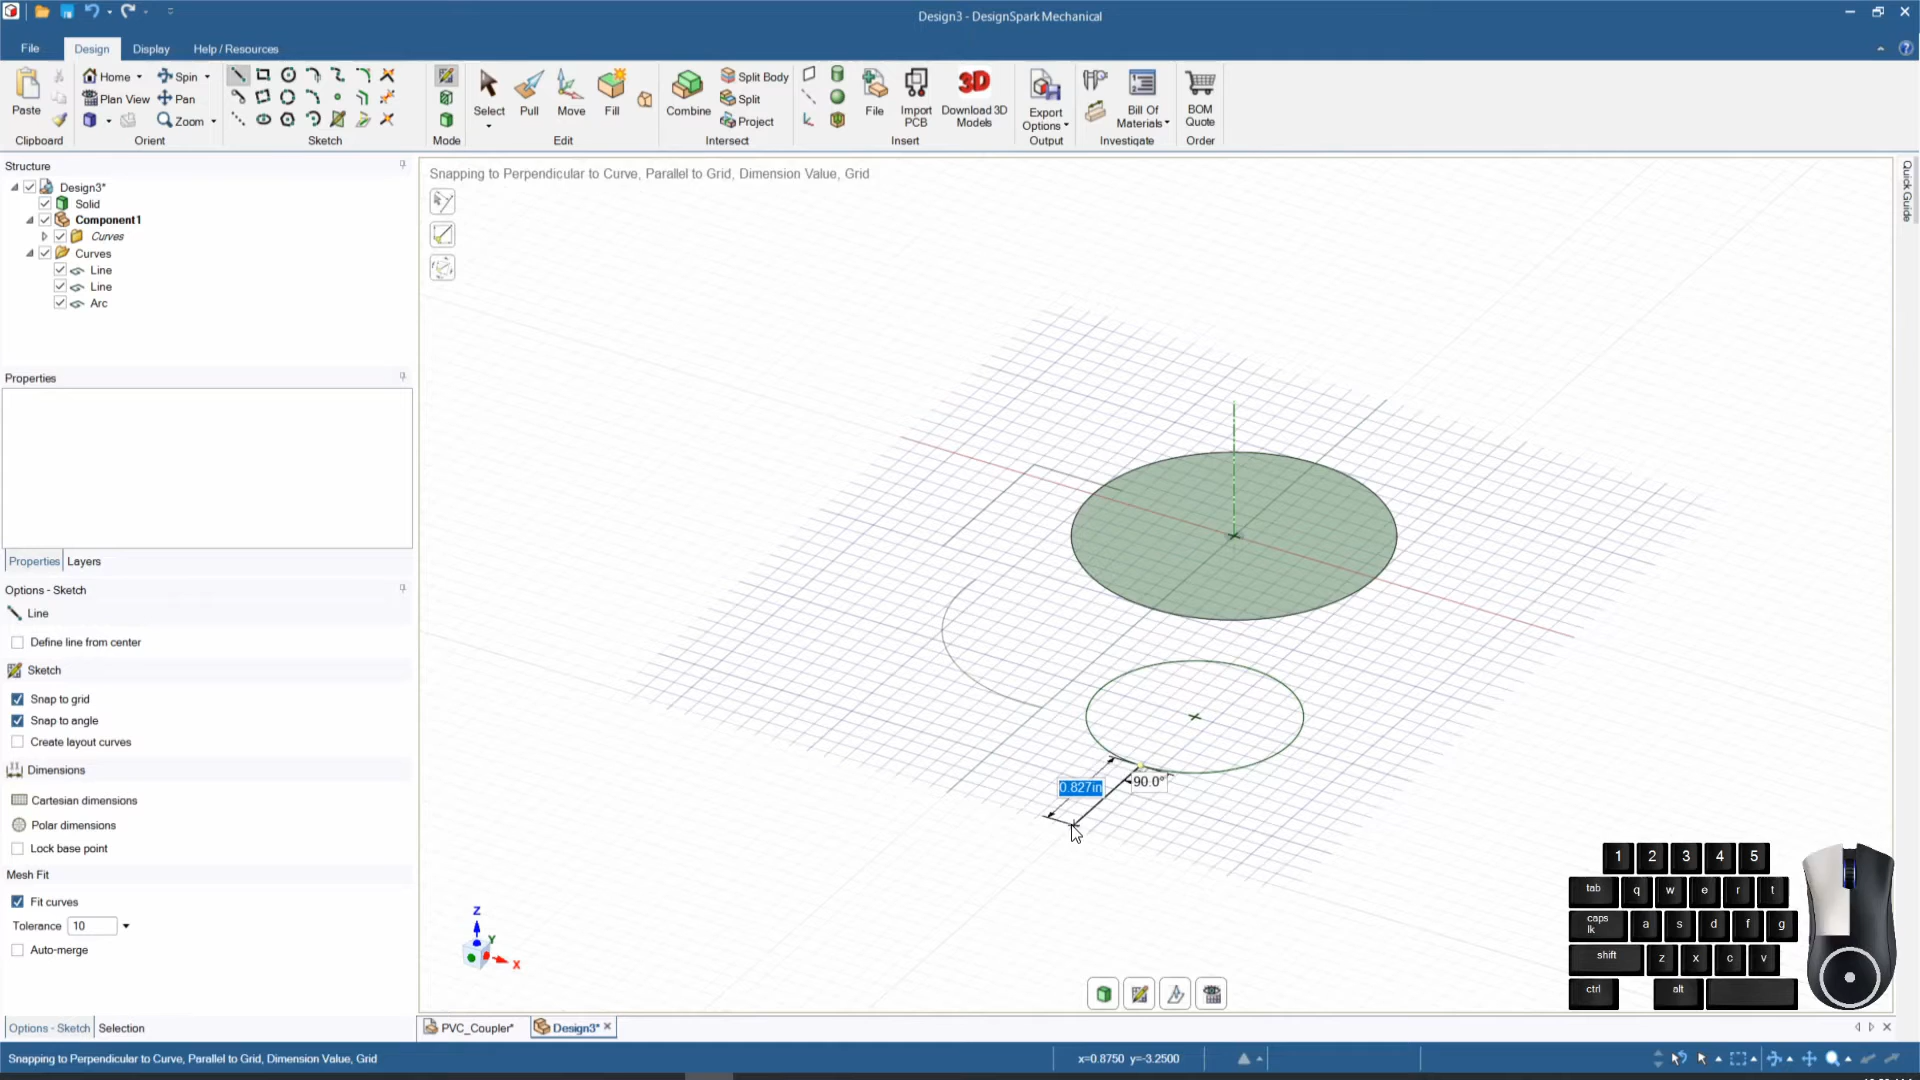 Design3 - DesignSpark Mechanical
File
Design
Display
Help / Resources
Paste
Clipboard
Home
Spin
Plan View
Pan
Zoom
Orient
Sketch
Mode
Select
Pull
Move
Fill
Edit
Combine
Split Body
Split
Project
Intersect
File
Import PCB
3D
Download 3D Models
Insert
Export Options
Output
Bill Of Materials
Investigate
BOM Quote
Order
Structure
Design3*
Solid
Component1
Curves
Curves
Line
Line
Arc
Properties
Properties
Layers
Options - Sketch
Line
Define line from center
Sketch
Snap to grid
Snap to angle
Create layout curves
Dimensions
Cartesian dimensions
Polar dimensions
Lock base point
Mesh Fit
Fit curves
Tolerance 10
Auto-merge
Options - Sketch
Selection
Snapping to Perpendicular to Curve, Parallel to Grid, Dimension Value, Grid
Quick Guide
0.827in
90.0°
Z
Y
X
1 2 3 4 5
tab q w e r t
caps lk a s d f g
shift z x c v
ctrl alt
PVC_Coupler*
Design3*
Snapping to Perpendicular to Curve, Parallel to Grid, Dimension Value, Grid
x=0.8750 y=-3.2500